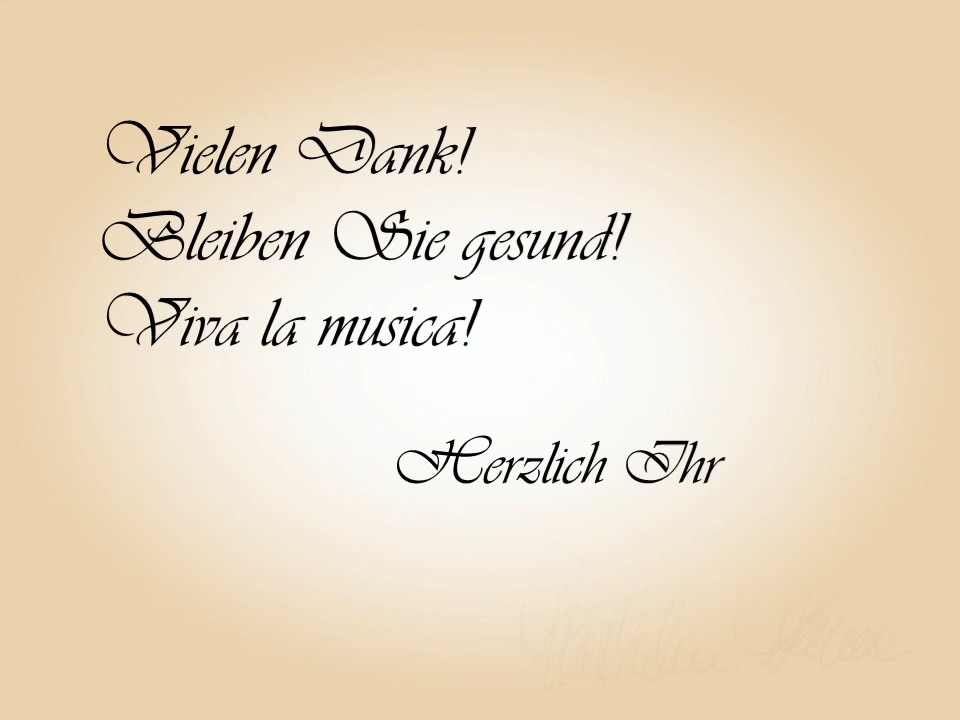 Vielen Dank!
Bleiben Sie gesund!
Viva la musica!
Herzlich Ihr